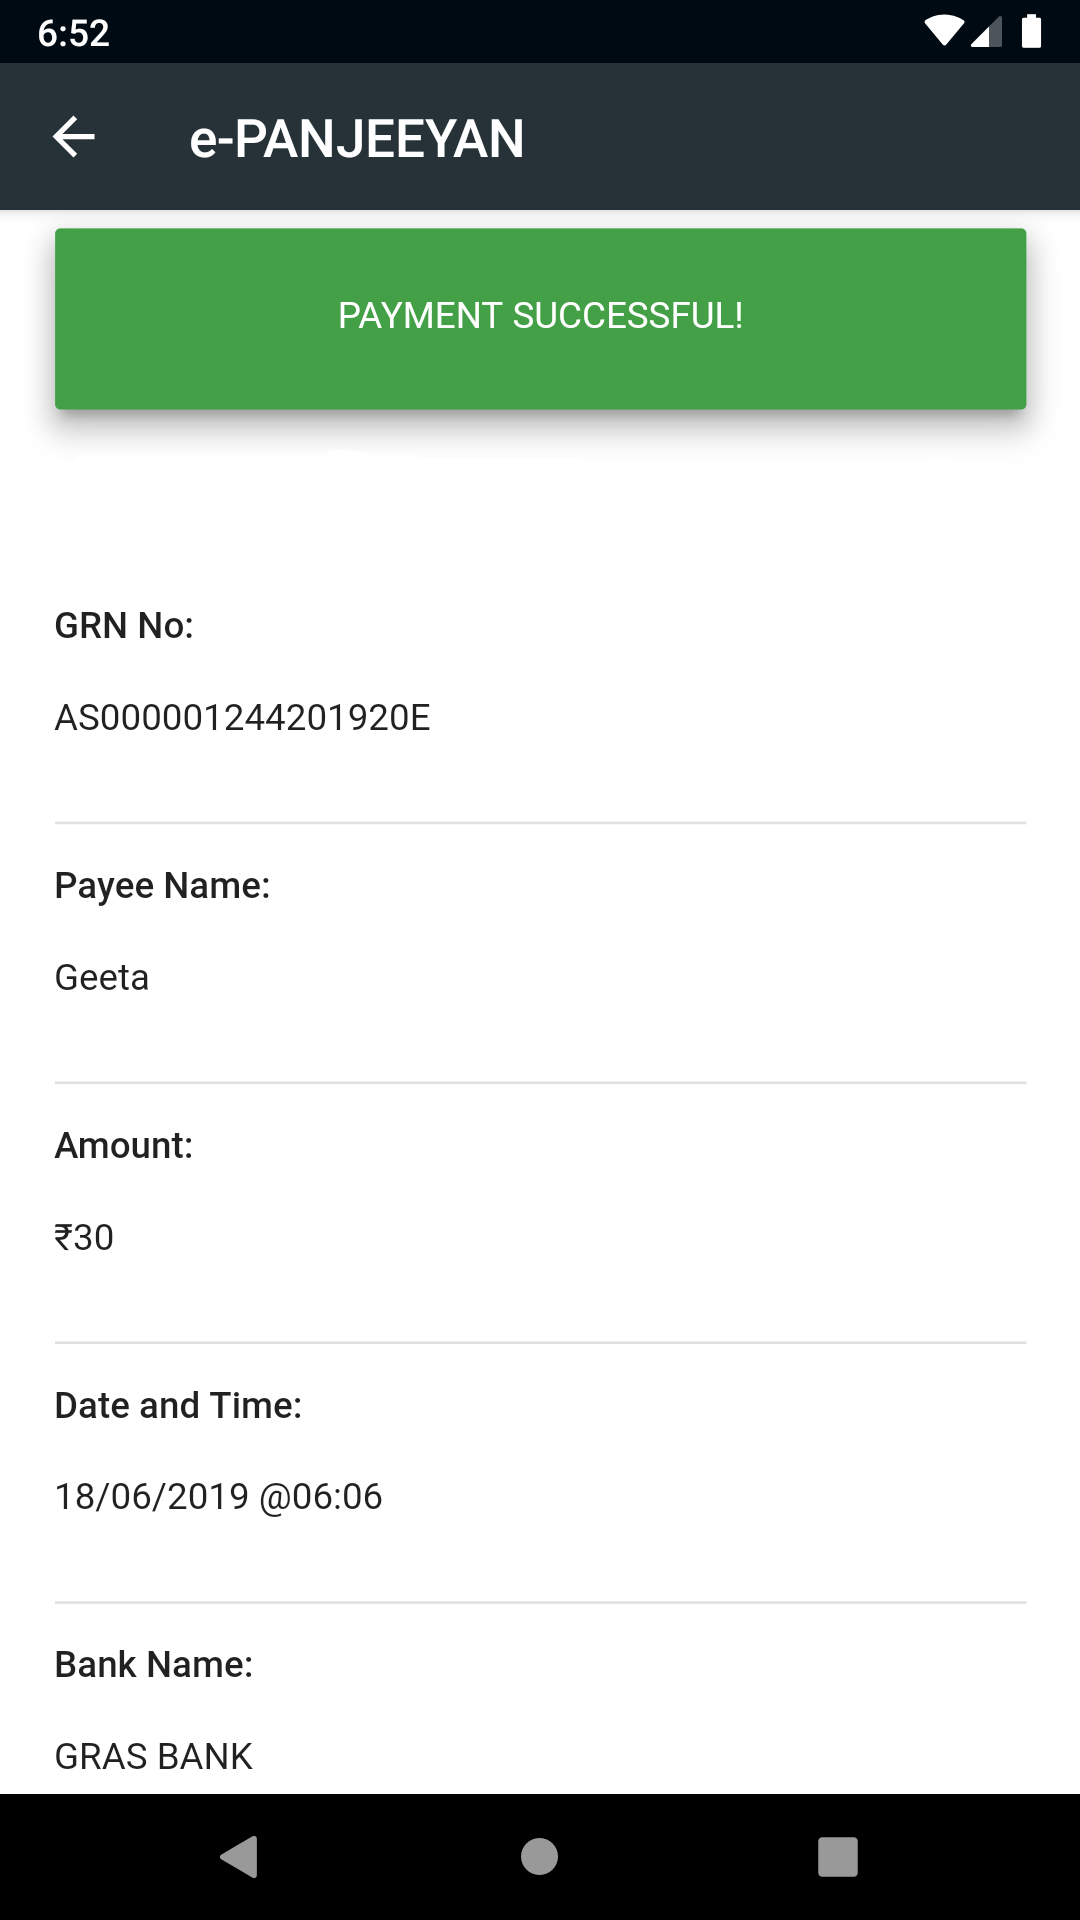 6:52
e-PANJEEYAN
PAYMENT SUCCESSFUL!
GRN No:
AS000001244201920E
Payee Name:
Geeta
Amount:
₹30
Date and Time:
18/06/2019 @06:06
Bank Name:
GRAS BANK